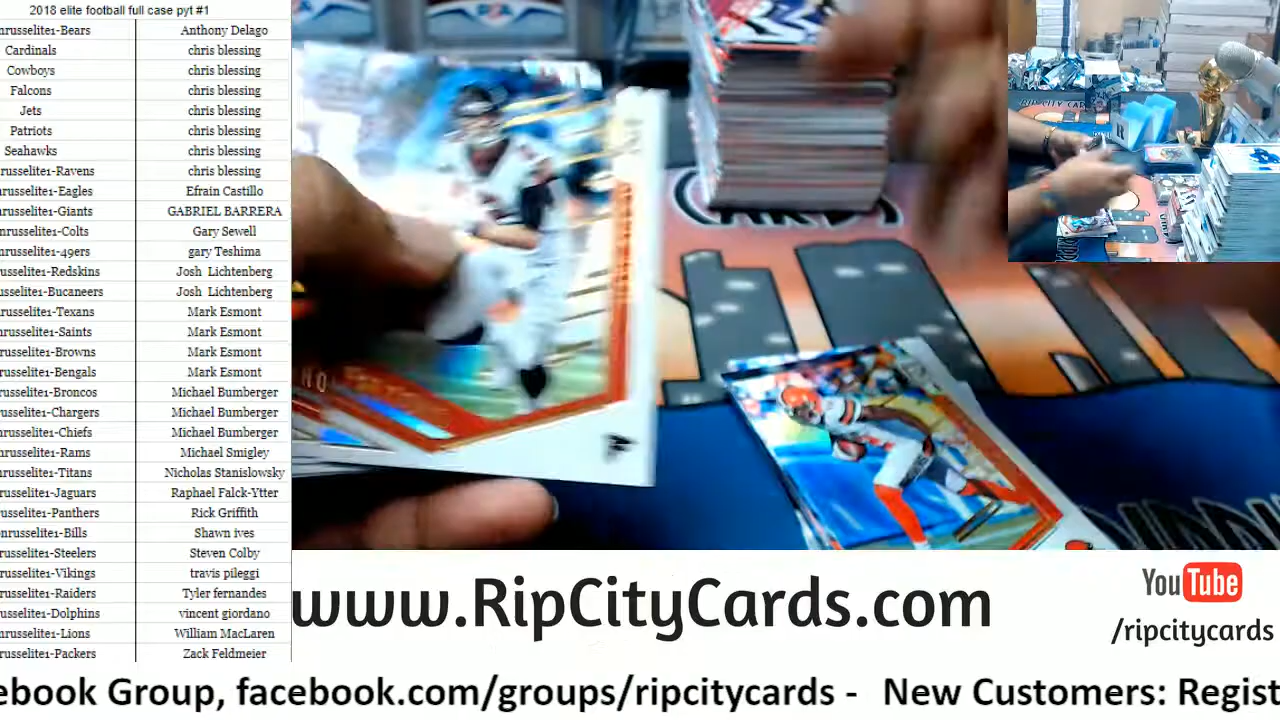 2018 elite football full case pyt #1
nrusselite1-Bears Anthony Delago
Cardinals chris blessing
Cowboys chris blessing
Falcons chris blessing
Jets chris blessing
Patriots chris blessing
Seahawks chris blessing
russelite1-Ravens chris blessing
nrusselite1-Eagles Efrain Castillo
nrusselite1-Giants GABRIEL BARRERA
nrusselite1-Colts Gary Sewell
nrusselite1-49ers gary Teshima
russelite1-Redskins Josh Lichtenberg
usselite1-Bucaneers Josh Lichtenberg
nrusselite1-Texans Mark Esmont
nrusselite1-Saints Mark Esmont
russelite1-Browns Mark Esmont
nrusselite1-Bengals Mark Esmont
nrusselite1-Broncos Michael Bumberger
russelite1-Chargers Michael Bumberger
nrusselite1-Chiefs Michael Bumberger
nrusselite1-Rams Michael Smigley
nrusselite1-Titans Nicholas Stanislowsky
russelite1-Jaguars Raphael Falck-Ytter
russelite1-Panthers Rick Griffith
onrusselite1-Bills Shawn ives
russelite1-Steelers Steven Colby
russelite1-Vikings travis pileggi
russelite1-Raiders Tyler fernandes
russelite1-Dolphins vincent giordano
nrusselite1-Lions William MacLaren
russelite1-Packers Zack Feldmeier
www.RipCityCards.com
YouTube
/ripcitycards
ebook Group, facebook.com/groups/ripcitycards - New Customers: Regist